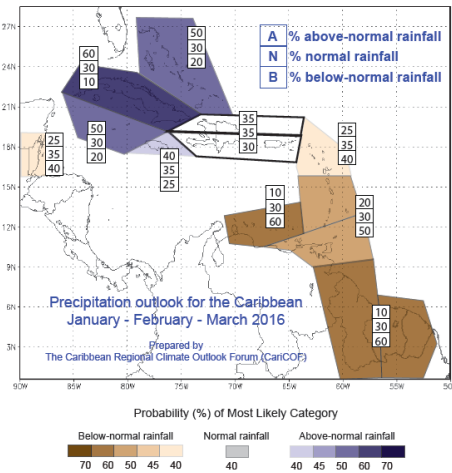 27N
24N
21N
18N
15N
12N
9N
6N
3N
60
30
10
50
30
20
A % above-normal rainfall
N % normal rainfall
B % below-normal rainfall
25
35
40
50
30
20
40
35
25
35
35
30
25
35
40
10
30
60
20
30
50
10
30
60
Precipitation outlook for the Caribbean
January - February - March 2016
Prepared by
The Caribbean Regional Climate Outlook Forum (CariCOF)
90W 85W 80W 75W 70W 65W 60W 55W 50
Probability (%) of Most Likely Category
Below-normal rainfall Normal rainfall Above-normal rainfall
70 60 50 45 40 40 40 45 50 60 70